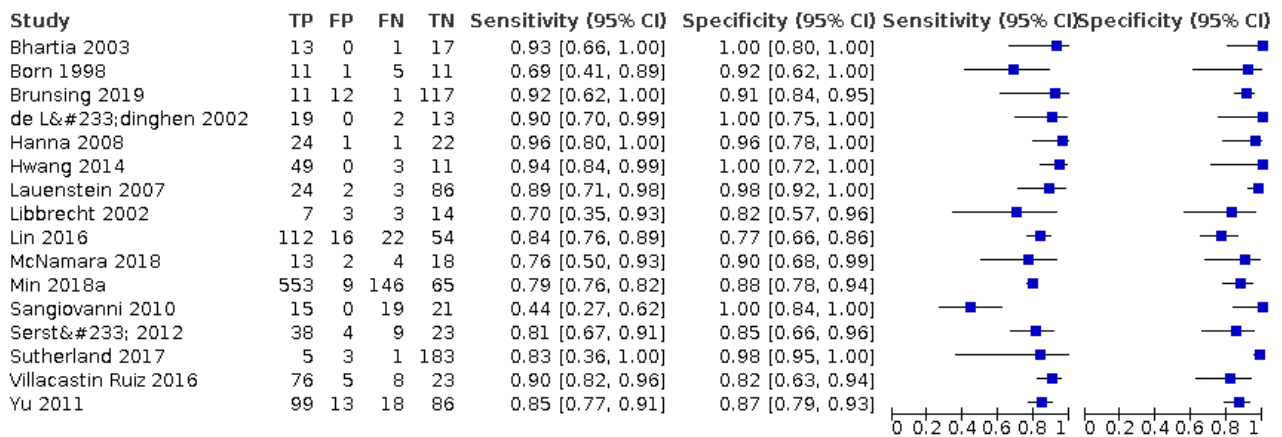 Study TP FP FN TN Sensitivity (95% CI) Specificity (95% CI) Sensitivity (95% CI) Specificity (95% CI)
Bhartia 2003 13 0 1 17 0.93 [0.66, 1.00] 1.00 [0.80, 1.00]
Born 1998 11 1 5 11 0.69 [0.41, 0.89] 0.92 [0.62, 1.00]
Brunsing 2019 11 12 1 117 0.92 [0.62, 1.00] 0.91 [0.84, 0.95]
de L&#233;dinghen 2002 19 0 2 13 0.90 [0.70, 0.99] 1.00 [0.75, 1.00]
Hanna 2008 24 1 1 22 0.96 [0.80, 1.00] 0.96 [0.78, 1.00]
Hwang 2014 49 0 3 11 0.94 [0.84, 0.99] 1.00 [0.72, 1.00]
Lauenstein 2007 24 2 3 86 0.89 [0.71, 0.98] 0.98 [0.92, 1.00]
Libbrecht 2002 7 3 3 14 0.70 [0.35, 0.93] 0.82 [0.57, 0.96]
Lin 2016 112 16 22 54 0.84 [0.76, 0.89] 0.77 [0.66, 0.86]
McNamara 2018 13 2 4 18 0.76 [0.50, 0.93] 0.90 [0.68, 0.99]
Min 2018a 553 9 146 65 0.79 [0.76, 0.82] 0.88 [0.78, 0.94]
Sangiovanni 2010 15 0 19 21 0.44 [0.27, 0.62] 1.00 [0.84, 1.00]
Serst&#233; 2012 38 4 9 23 0.81 [0.67, 0.91] 0.85 [0.66, 0.96]
Sutherland 2017 5 3 1 183 0.83 [0.36, 1.00] 0.98 [0.95, 1.00]
Villacastin Ruiz 2016 76 5 8 23 0.90 [0.82, 0.96] 0.82 [0.63, 0.94]
Yu 2011 99 13 18 86 0.85 [0.77, 0.91] 0.87 [0.79, 0.93]
0 0.2 0.4 0.6 0.8 1 0 0.2 0.4 0.6 0.8 1